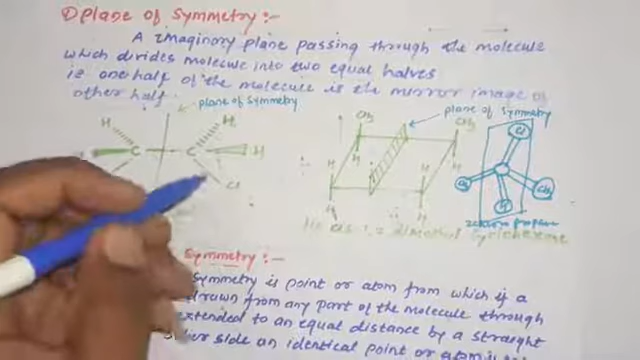 ① plane of Symmetry :-
A imaginary plane passing through the molecule
which divides molecule into two equal halves
ie one half of the molecule is the mirror image of
other half.
plane of Symmetry
H H
C C H
Cl
plane of Symmetry
CH3 CH3
H H H H
H H
Cl
symmetry :-
symmetry is point or atom from which if a
drawn from any part of the molecule through
extended to an equal distance by a straight
side an identical point or atom